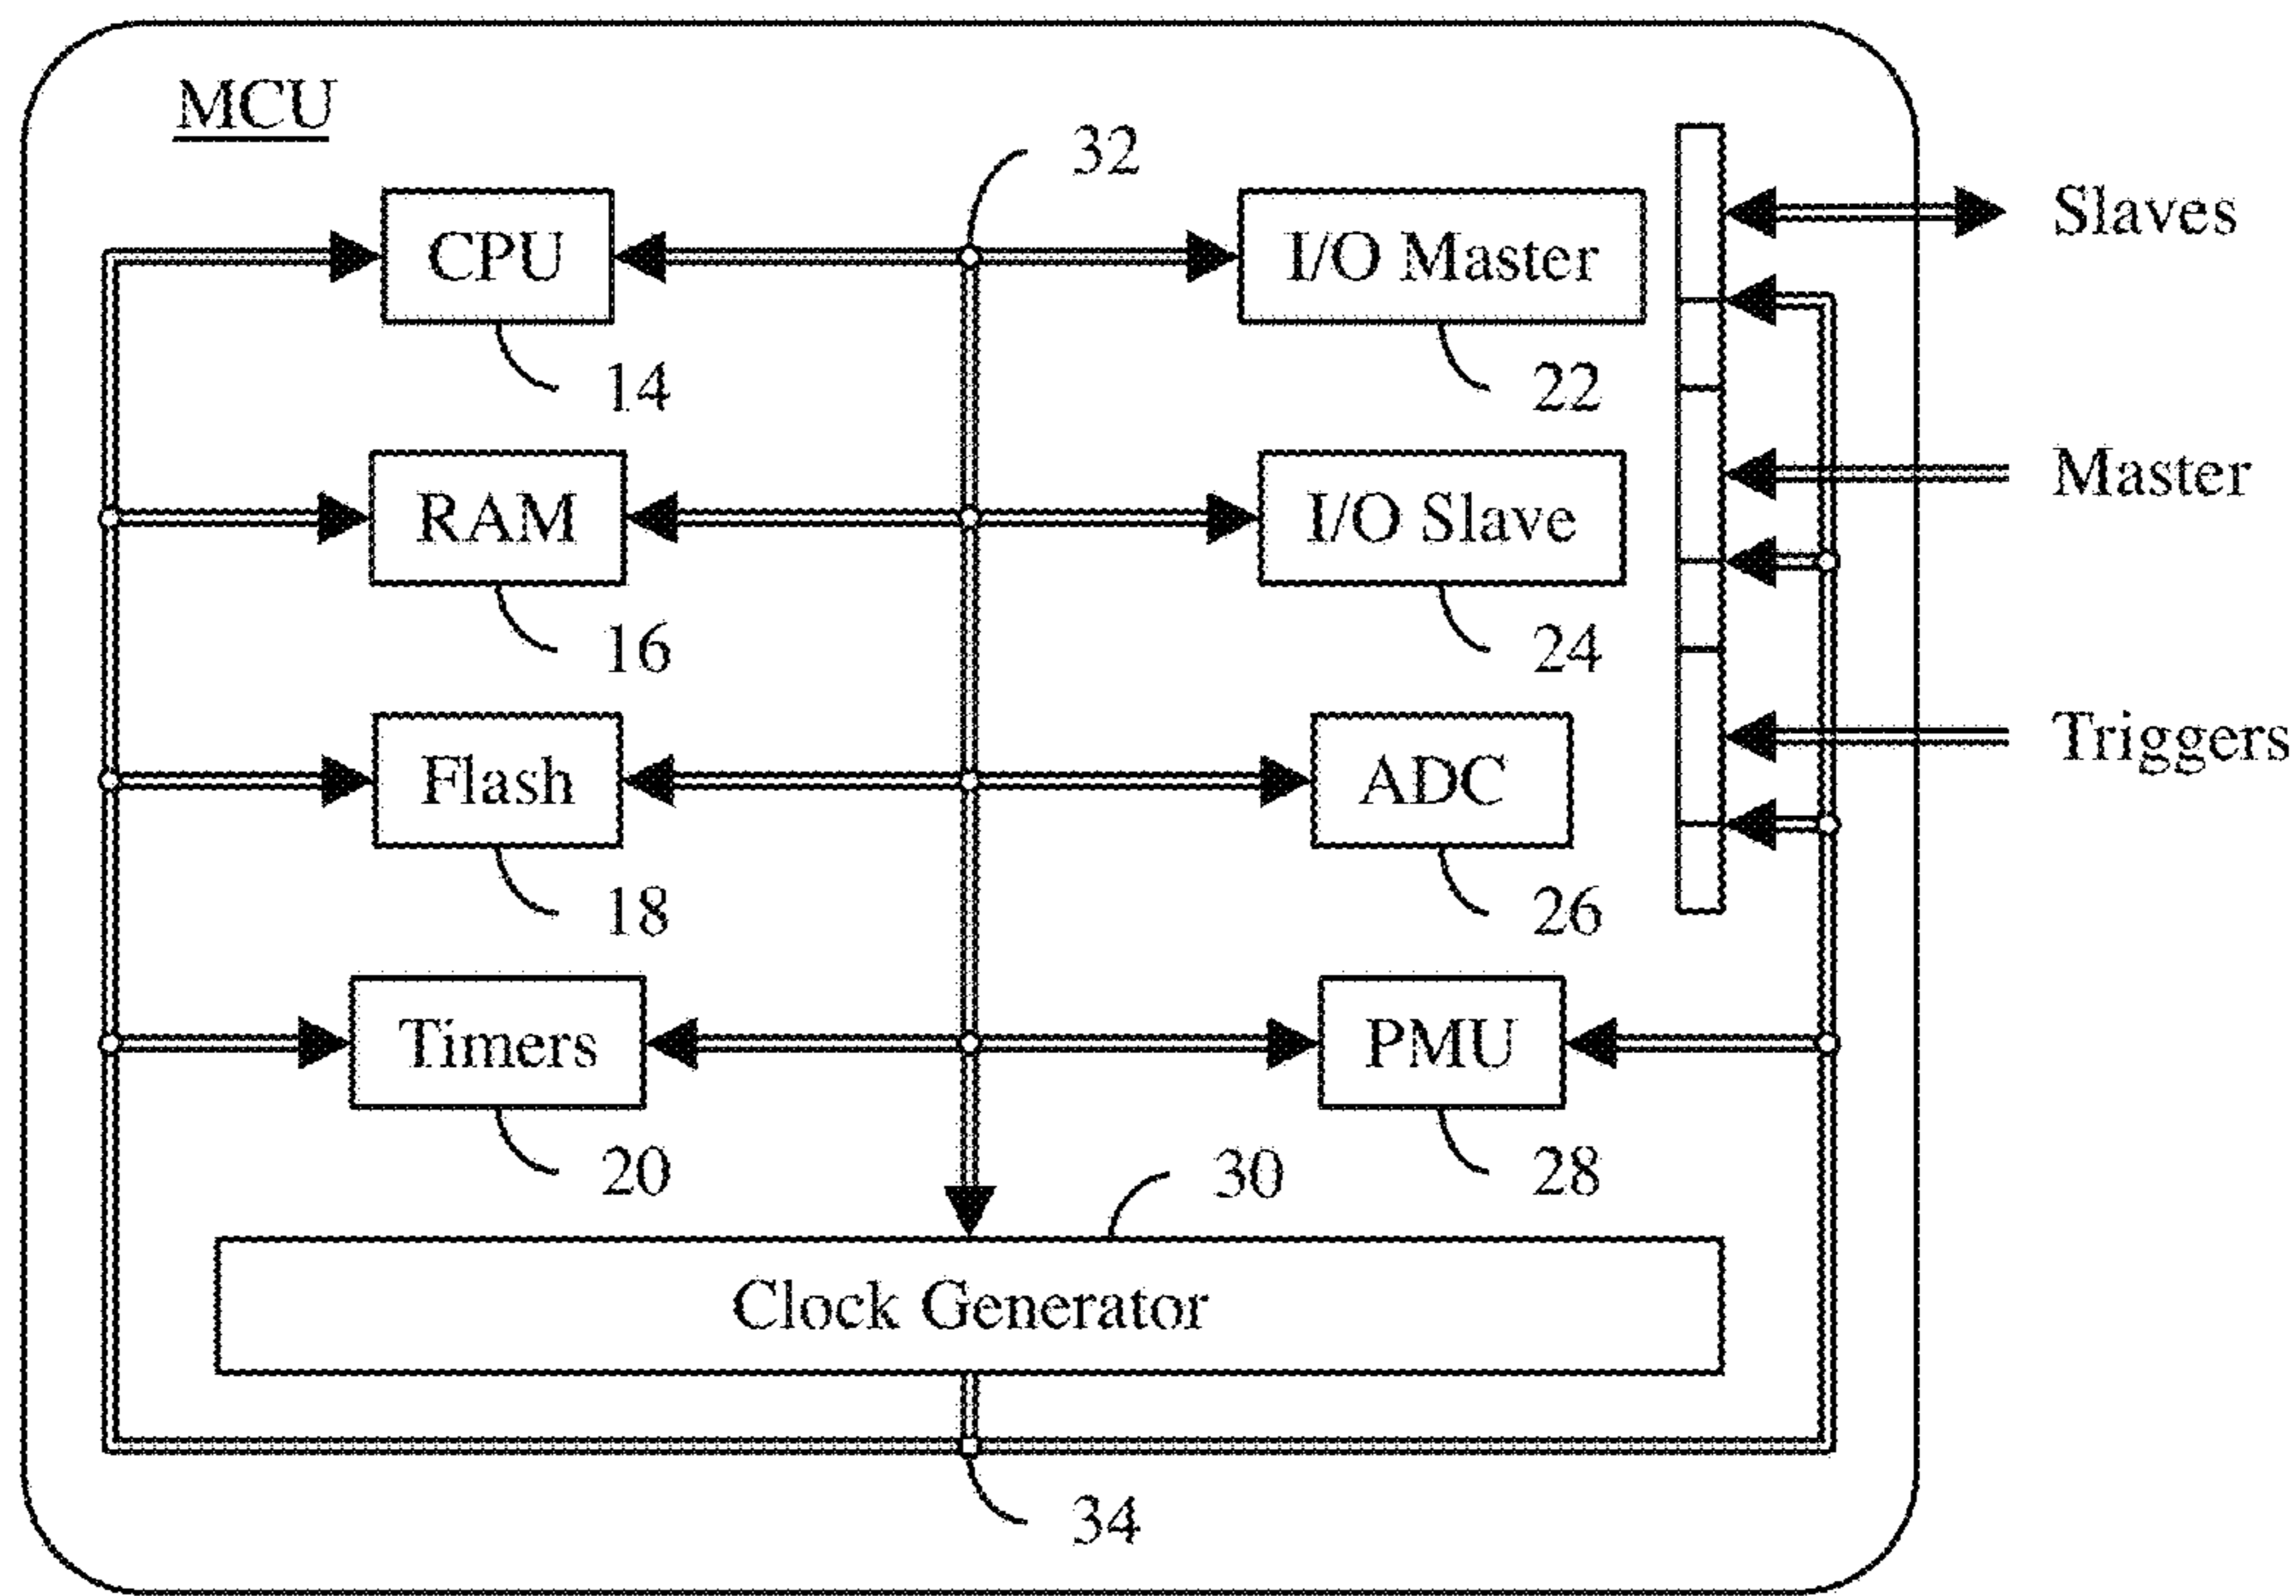 MCU
32
CPU
I/O Master
Slaves
14
22
RAM
I/O Slave
Master
16
24
Flash
ADC
Triggers
18
26
Timers
PMU
20
30
28
Clock Generator
34